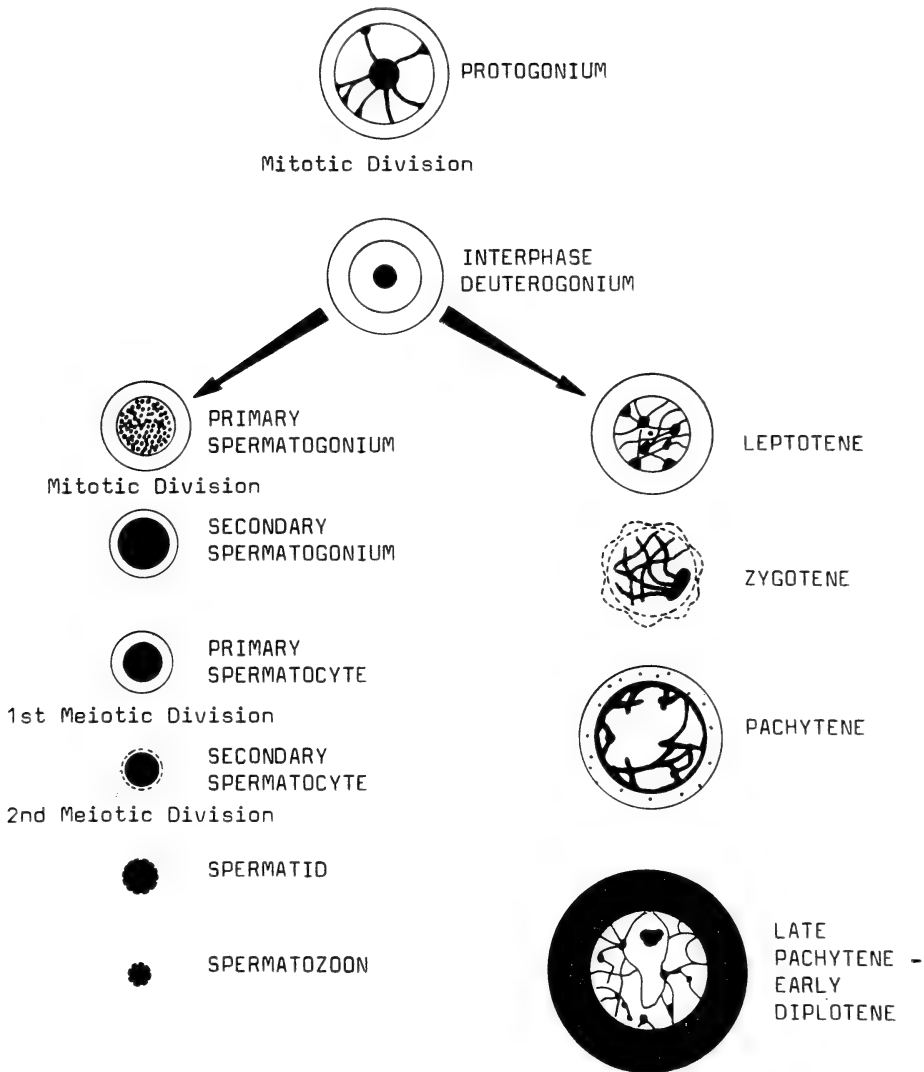 PROTOGONIUM
Mitotic Division
INTERPHASE
DEUTEROGONIUM
PRIMARY
SPERMATOGONIUM
Mitotic Division
SECONDARY
SPERMATOGONIUM
PRIMARY
SPERMATOCYTE
1st Meiotic Division
SECONDARY
SPERMATOCYTE
2nd Meiotic Division
SPERMATID
SPERMATOZOON
LEPTOTENE
ZYGOTENE
PACHYTENE
LATE
PACHYTENE -
EARLY
DIPLOTENE